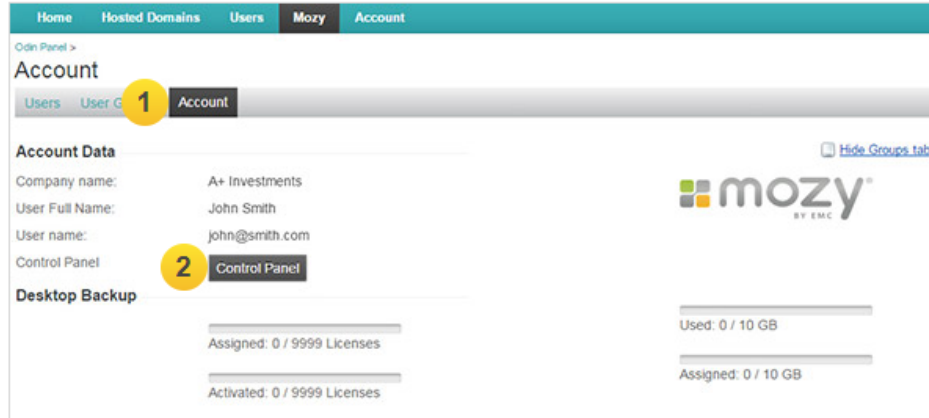 Home Hosted Domains Users Mozy Account
Odin Panel >
Account
Users User G 1 Account
Account Data
Hide Groups tab
Company name: A+ Investments
User Full Name: John Smith
User name: john@smith.com
mozy
BY EMC
Control Panel 2 Control Panel
Desktop Backup
Assigned: 0 / 9999 Licenses
Used: 0 / 10 GB
Activated: 0 / 9999 Licenses
Assigned: 0 / 10 GB